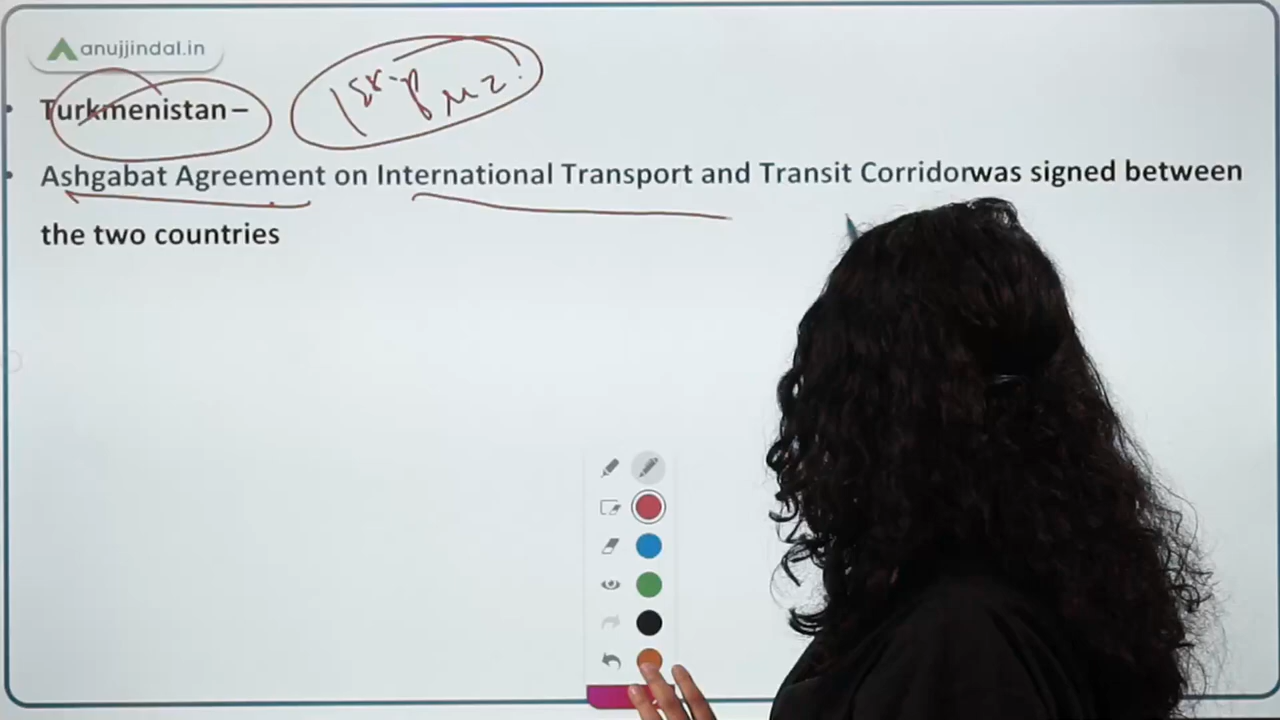 anujjindal.in
• Turkmenistan –
• Ashgabat Agreement on International Transport and Transit Corridorwas signed between
the two countries